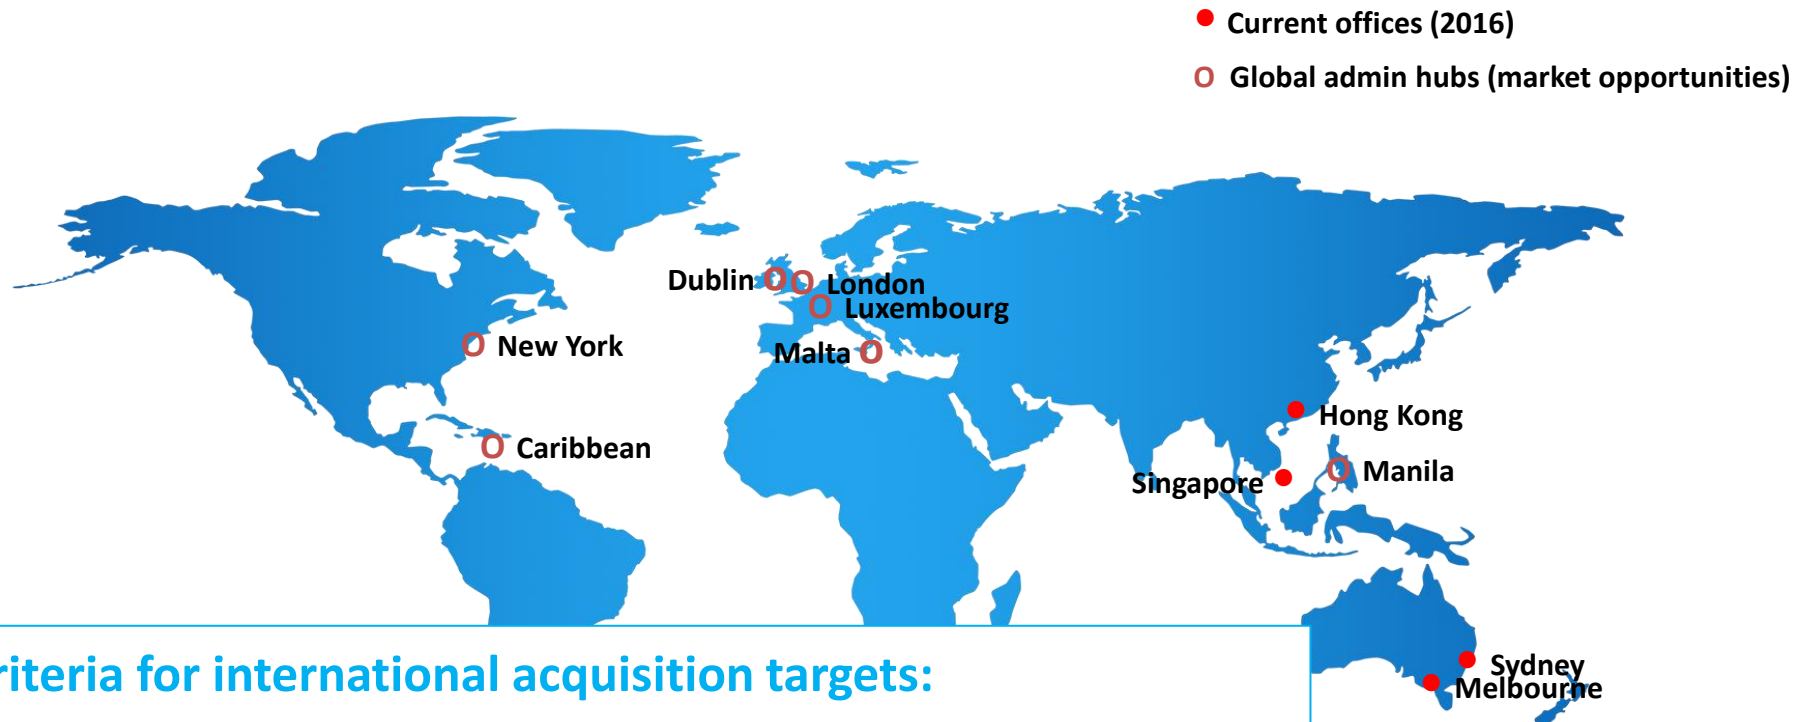 Current offices (2016)
O Global admin hubs (market opportunities)
Dublin O O London
O Luxembourg
O New York
Malta O
Hong Kong
O Caribbean
O Manila
Singapore
Sydney
Melbourne
riteria for international acquisition targets: